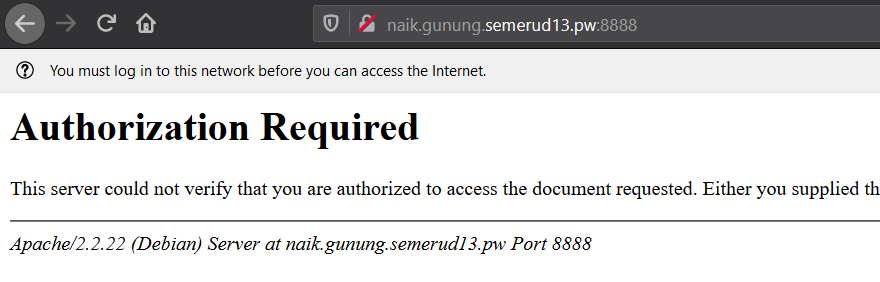 naik.gunung.semerud13.pw:8888
You must log in to this network before you can access the Internet.
Authorization Required
This server could not verify that you are authorized to access the document requested. Either you supplied th
Apache/2.2.22 (Debian) Server at naik.gunung.semerud13.pw Port 8888